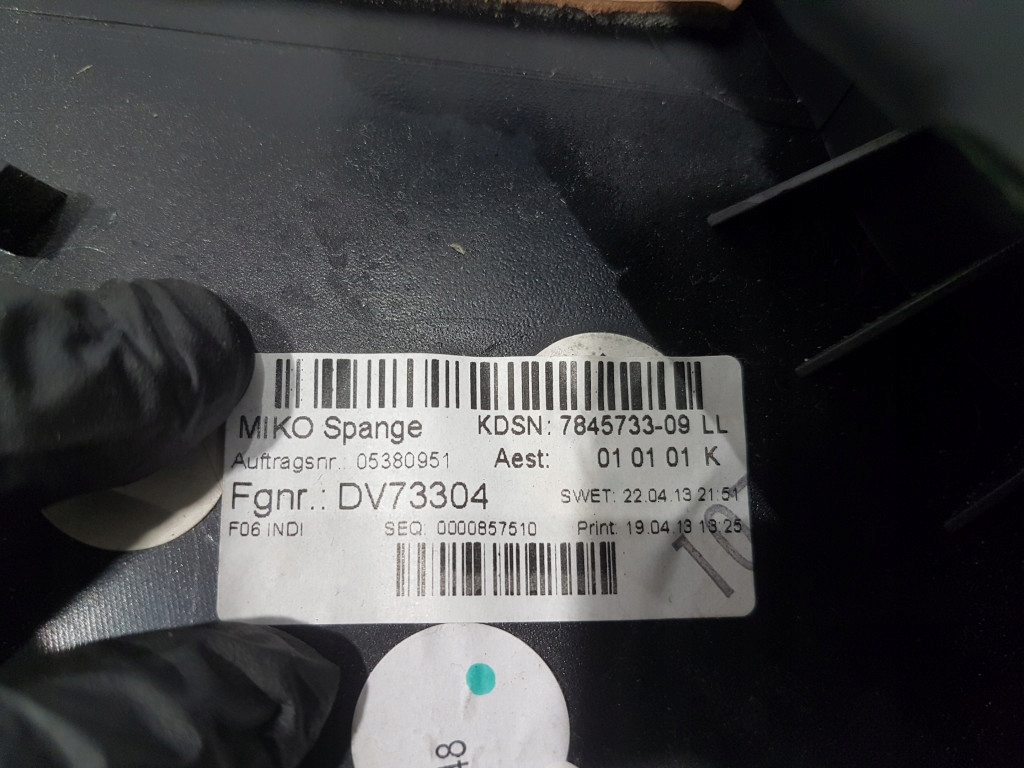 MIKO Spange KDSN: 7845733-09 LL
Auftragsnr.: 05380951 Aest: 01 01 01 K
Fgnr.: DV73304 SWET: 22.04.13 21:51
F06 INDI SEQ: 0000857510 Print: 19.04.13 13:25
48